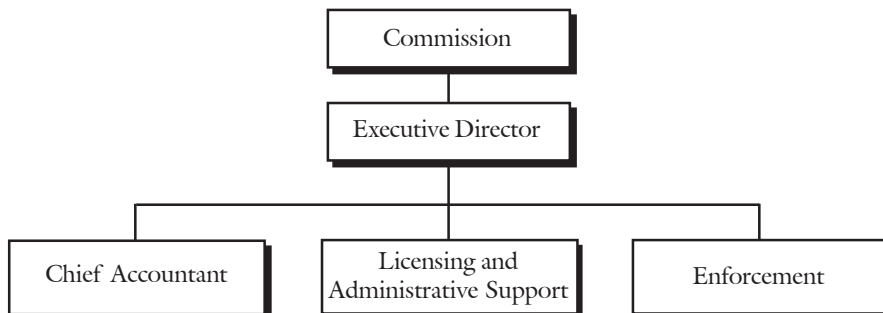 Commission
Executive Director
Chief Accountant
Licensing and
Administrative Support
Enforcement